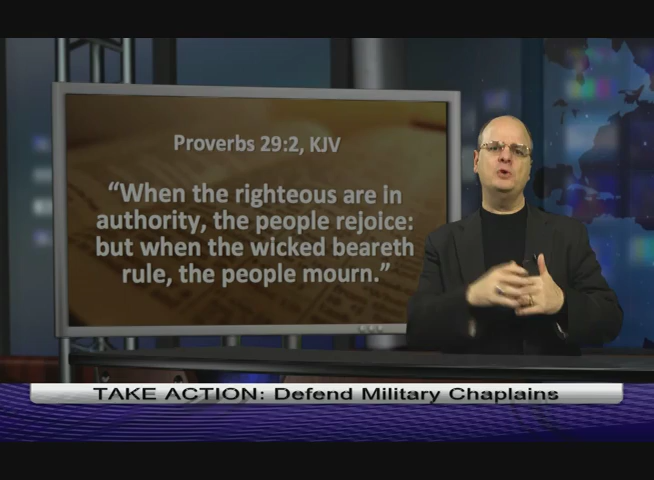 Proverbs 29:2, KJV
“When the righteous are in
authority, the people rejoice:
but when the wicked beareth
rule, the people mourn.”
TAKE ACTION: Defend Military Chaplains